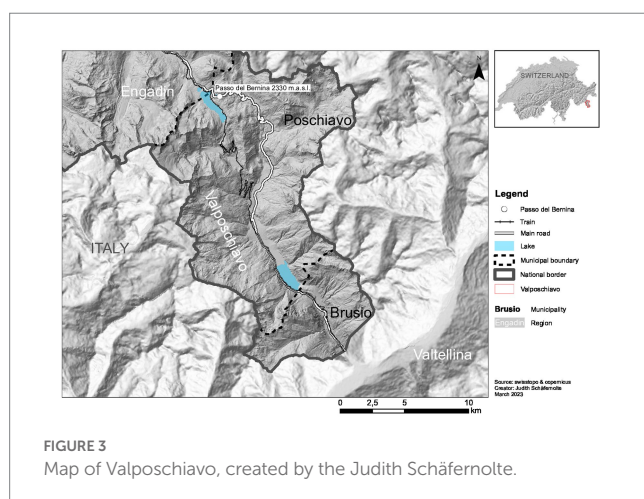 Engadin
Passo del Bernina 2330 m.a.s.l.
Poschiavo
Valposchiavo
ITALY
Brusio
Valtellina
SWITZERLAND
Legend
Passo del Bernina
Train
Main road
Lake
Municipal boundary
National border
Valposchiavo
Brusio Municipality
Engadin Region
Source: swisstopo & copernicus
Creator: Judith Schäfernolte
March 2023
0 2,5 5 10
km
FIGURE 3
Map of Valposchiavo, created by the Judith Schäfernolte.